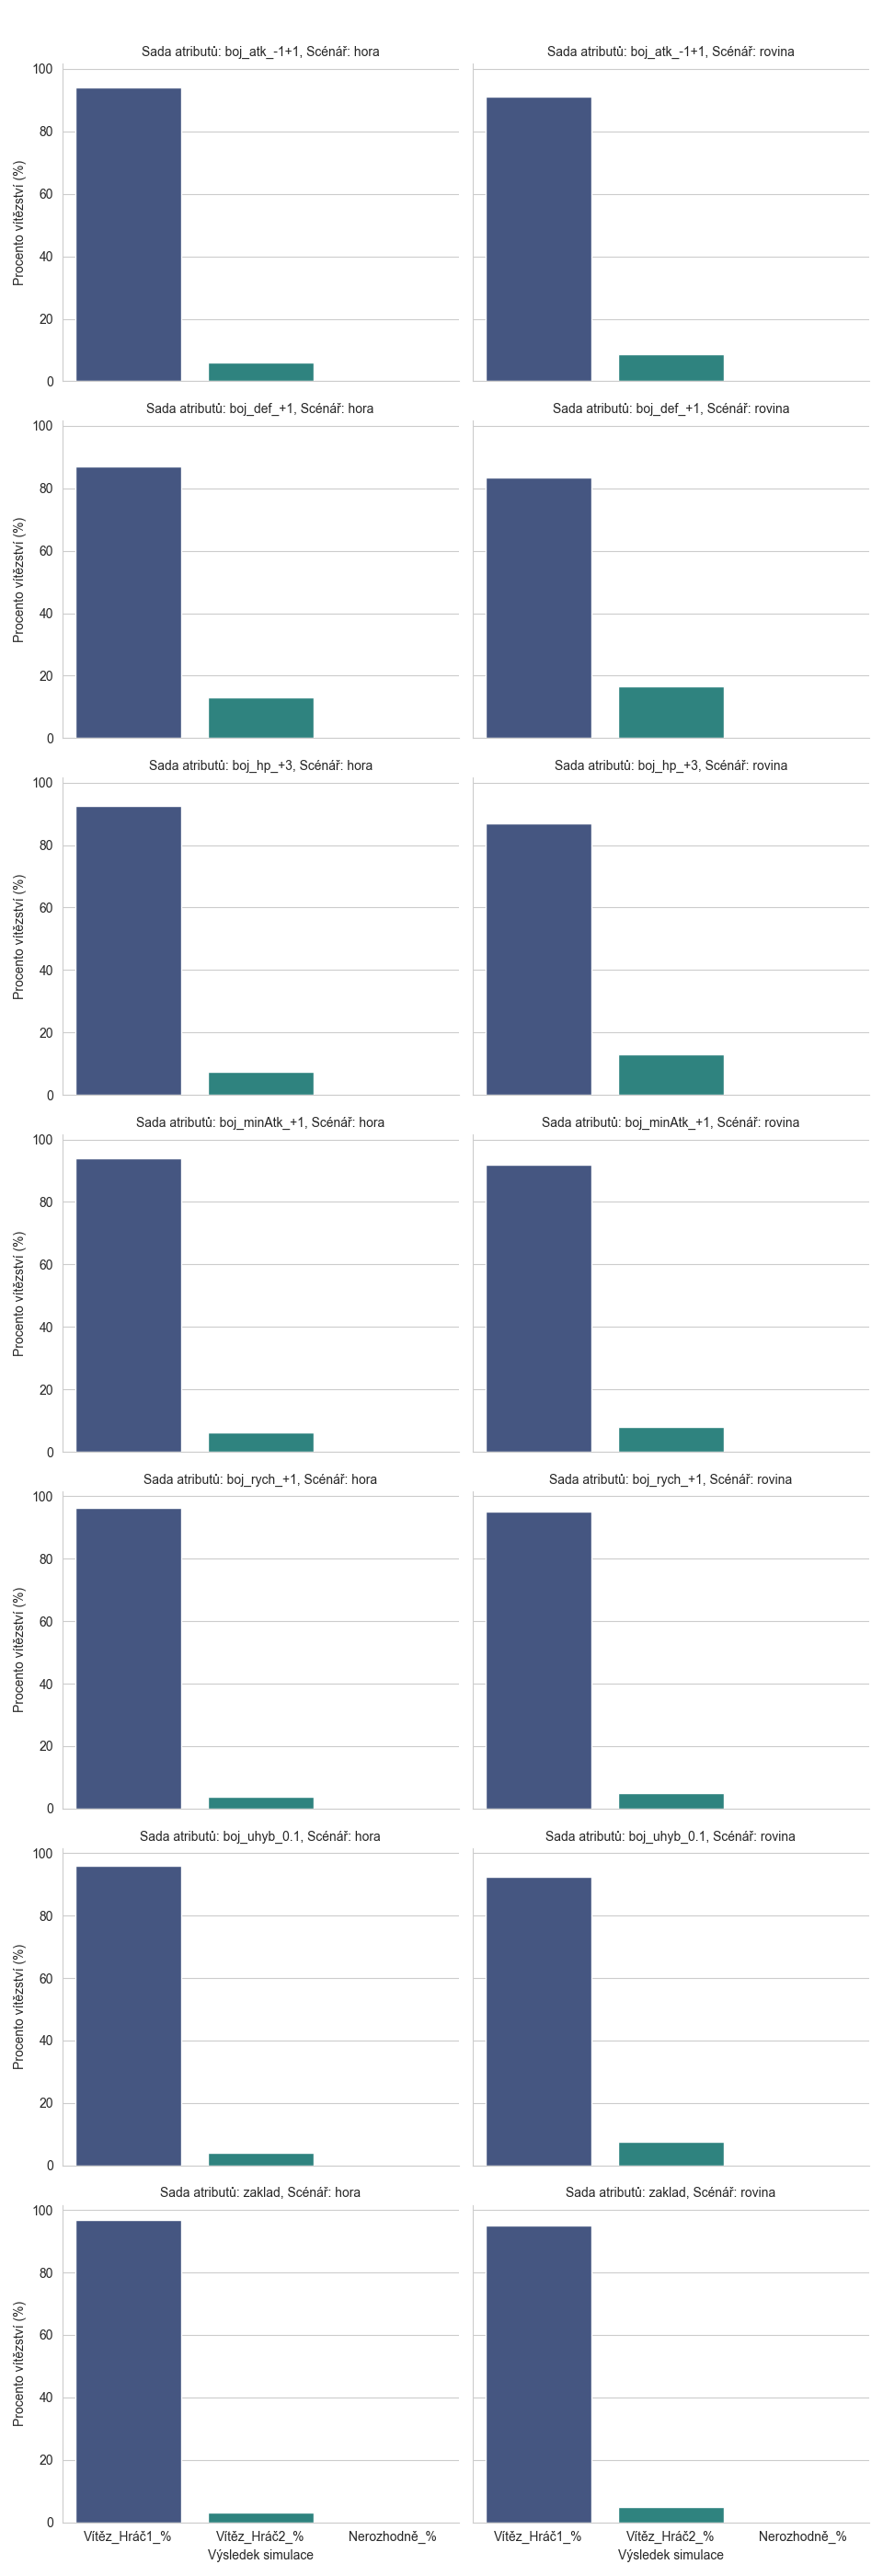 Sada atributů: boj_atk_-1+1, Scénář: hora
Sada atributů: boj_atk_-1+1, Scénář: rovina
100
80
60
40
20
0
Procento vítězství (%)
Sada atributů: boj_def_+1, Scénář: hora
Sada atributů: boj_def_+1, Scénář: rovina
100
80
60
40
20
0
Procento vítězství (%)
Sada atributů: boj_hp_+3, Scénář: hora
Sada atributů: boj_hp_+3, Scénář: rovina
100
80
60
40
20
0
Procento vítězství (%)
Sada atributů: boj_minAtk_+1, Scénář: hora
Sada atributů: boj_minAtk_+1, Scénář: rovina
100
80
60
40
20
0
Procento vítězství (%)
Sada atributů: boj_rych_+1, Scénář: hora
Sada atributů: boj_rych_+1, Scénář: rovina
100
80
60
40
20
0
Procento vítězství (%)
Sada atributů: boj_uhyb_0.1, Scénář: hora
Sada atributů: boj_uhyb_0.1, Scénář: rovina
100
80
60
40
20
0
Procento vítězství (%)
Sada atributů: zaklad, Scénář: hora
Sada atributů: zaklad, Scénář: rovina
100
80
60
40
20
0
Procento vítězství (%)
Vítěz_Hráč1_%
Vítěz_Hráč2_%
Nerozhodně_%
Výsledek simulace
Vítěz_Hráč1_%
Vítěz_Hráč2_%
Nerozhodně_%
Výsledek simulace